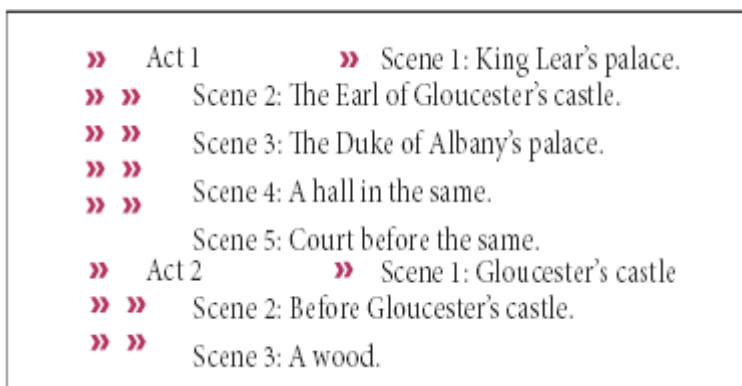 » Act 1 » Scene 1: King Lear's palace.
» » Scene 2: The Earl of Gloucester's castle.
» » Scene 3: The Duke of Albany's palace.
» » Scene 4: A hall in the same.
» » Scene 5: Court before the same.
» Act 2 » Scene 1: Gloucester's castle
» » Scene 2: Before Gloucester's castle.
» » Scene 3: A wood.